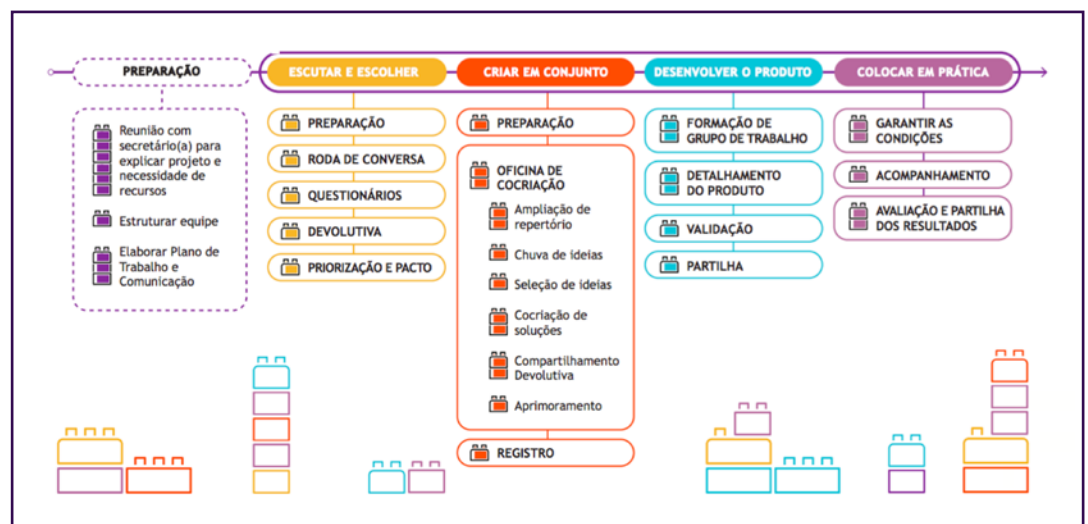 PREPARAÇÃO
ESCUTAR E ESCOLHER
CRIAR EM CONJUNTO
DESENVOLVER O PRODUTO
COLOCAR EM PRÁTICA
Reunião com
secretário(a) para
explicar projeto e
necessidade de
recursos
Estruturar equipe
Elaborar Plano de
Trabalho e
Comunicação
PREPARAÇÃO
RODA DE CONVERSA
QUESTIONÁRIOS
DEVOLUTIVA
PRIORIZAÇÃO E PACTO
PREPARAÇÃO
OFICINA DE
COCRIAÇÃO
Ampliação de
repertório
Chuva de ideias
Seleção de ideias
Cocriação de
soluções
Compartilhamento
Devolutiva
Aprimoramento
REGISTRO
FORMAÇÃO DE
GRUPO DE TRABALHO
DETALHAMENTO
DO PRODUTO
VALIDAÇÃO
PARTILHA
GARANTIR AS
CONDIÇÕES
ACOMPANHAMENTO
AVALIAÇÃO E PARTILHA
DOS RESULTADOS